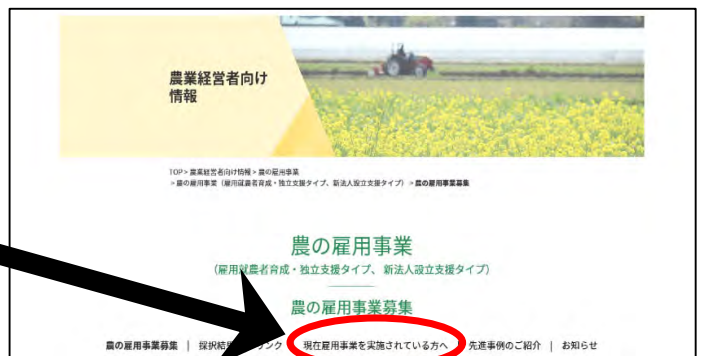 農業経営者向け
情報
TOP> 農業経営者向け情報> 農の雇用事業
> 農の雇用事業（雇用就農者育成・独立支援タイプ、新法人設立支援タイプ）> 農の雇用事業募集
農の雇用事業
（雇用就農者育成・独立支援タイプ、新法人設立支援タイプ）
農の雇用事業募集
農の雇用事業募集 | 採択結 リンク 現在雇用事業を実施されている方へ | 先進事例のご紹介 | お知らせ